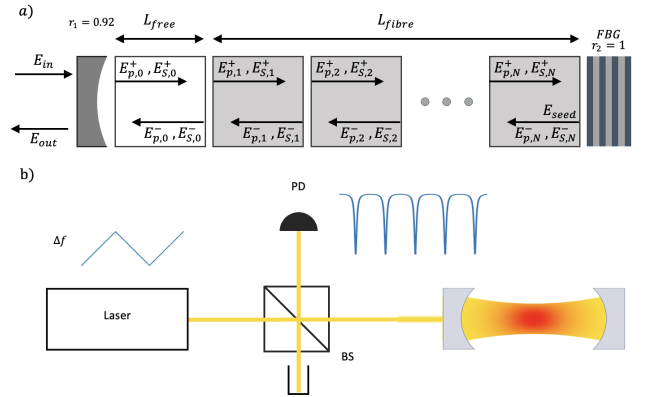 a)
r₁ = 0.92
L_free
L_fibre
FBG
r₂ = 1
E_in
E⁺_p,0 , E⁺_S,0
E⁺_p,1 , E⁺_S,1
E⁺_p,2 , E⁺_S,2
E⁺_p,N , E⁺_S,N
E_out
E⁻_p,0 , E⁻_S,0
E⁻_p,1 , E⁻_S,1
E⁻_p,2 , E⁻_S,2
E_seed
E⁻_p,N , E⁻_S,N
b)
PD
Δf
Laser
BS